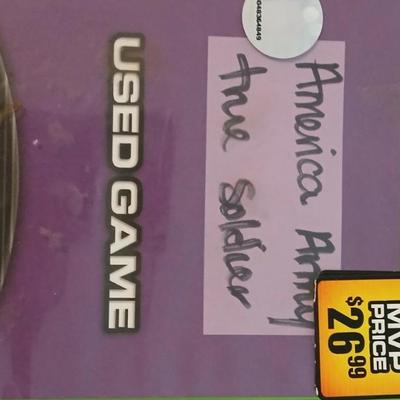 USED GAME
America Army
true soldier
MVP
PRICE
$26.99